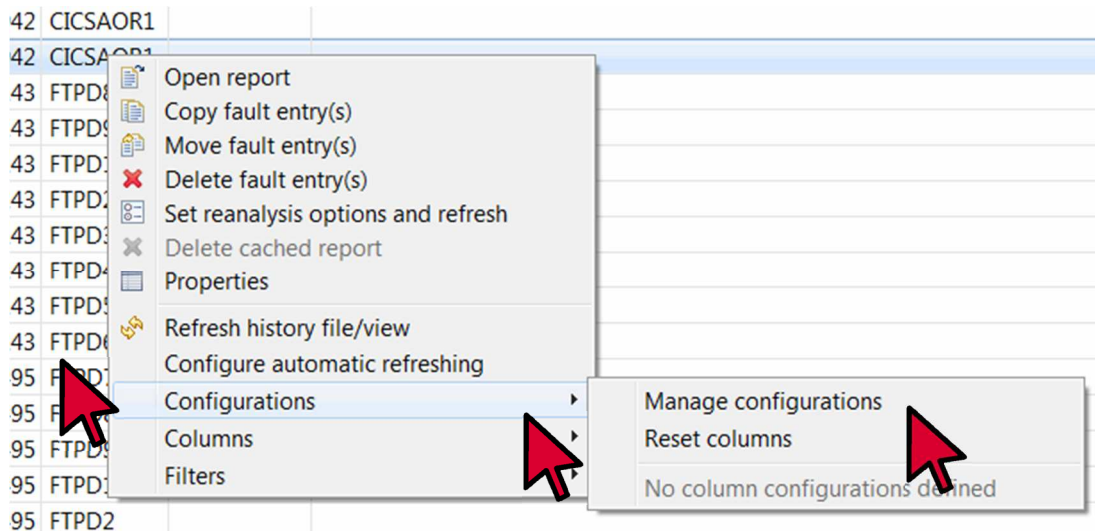 42 CICSAOR1
42 CICSAOR1
Open report
43 FTPD8
Copy fault entry(s)
43 FTPD9
Move fault entry(s)
43 FTPD1
Delete fault entry(s)
43 FTPD2
Set reanalysis options and refresh
43 FTPD3
Delete cached report
43 FTPD4
Properties
43 FTPD5
Refresh history file/view
43 FTPD6
Configure automatic refreshing
95 FTPD7
Configurations
Manage configurations
95
Columns
Reset columns
95 FTPD9
Filters
95 FTPD1
No column configurations defined
95 FTPD2